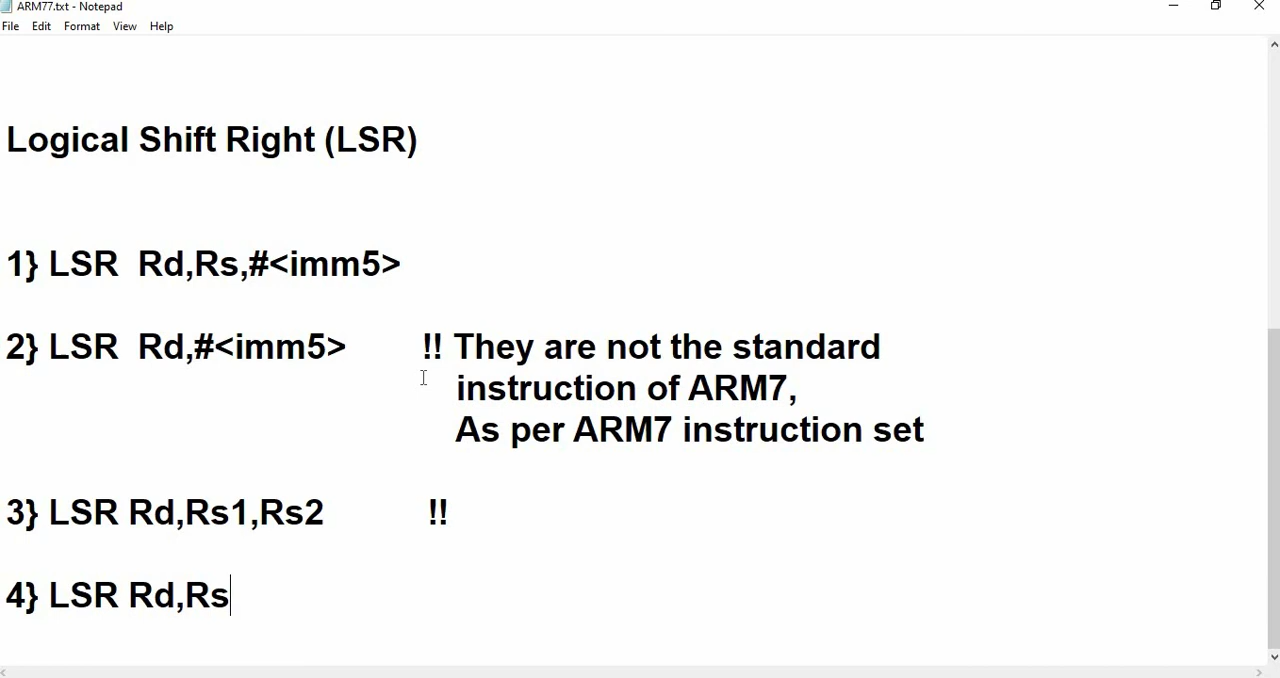 ARM77.txt - Notepad
File Edit Format View Help
Logical Shift Right (LSR)
1} LSR Rd,Rs,#<imm5>
2} LSR Rd,#<imm5> !! They are not the standard
instruction of ARM7,
As per ARM7 instruction set
3} LSR Rd,Rs1,Rs2 !!
4} LSR Rd,Rs